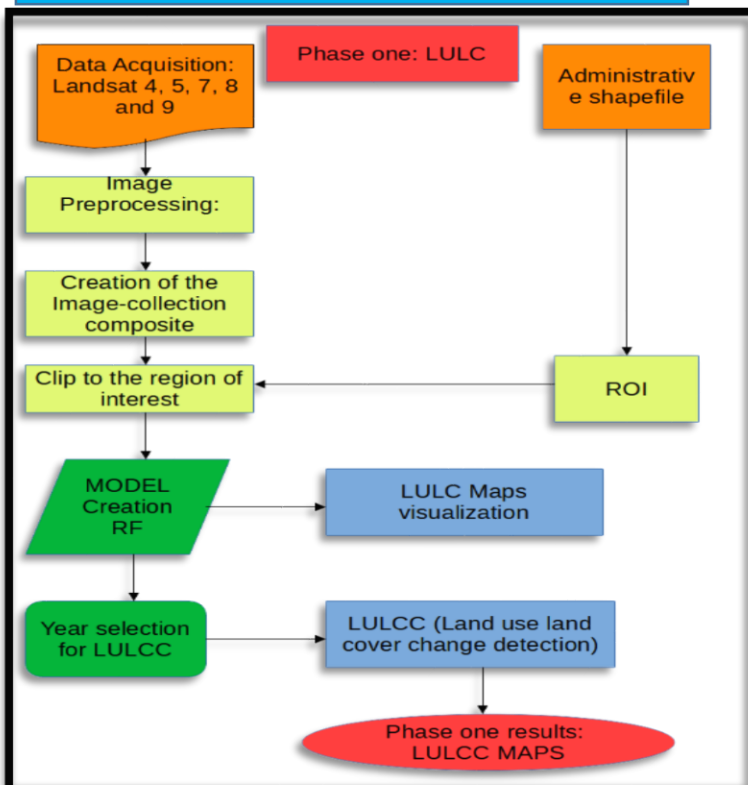 Phase one: LULC
Data Acquisition:
Landsat 4, 5, 7, 8
and 9
Administrativ
e shapefile
Image
Preprocessing:
Creation of the
Image-collection
composite
Clip to the region of
interest
ROI
MODEL
Creation
RF
LULC Maps
visualization
Year selection
for LULCC
LULCC (Land use land
cover change detection)
Phase one results:
LULCC MAPS